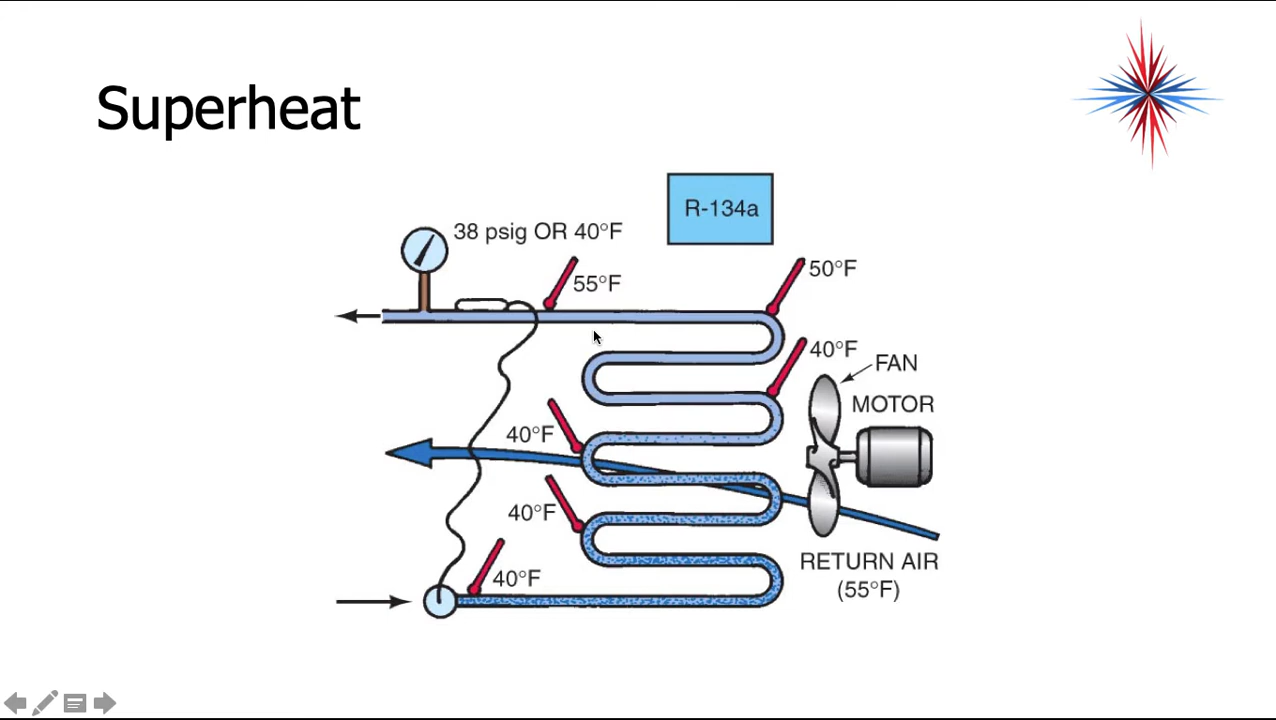 Superheat
R-134a
38 psig OR 40°F
55°F
50°F
40°F
FAN
MOTOR
40°F
40°F
40°F
RETURN AIR
(55°F)